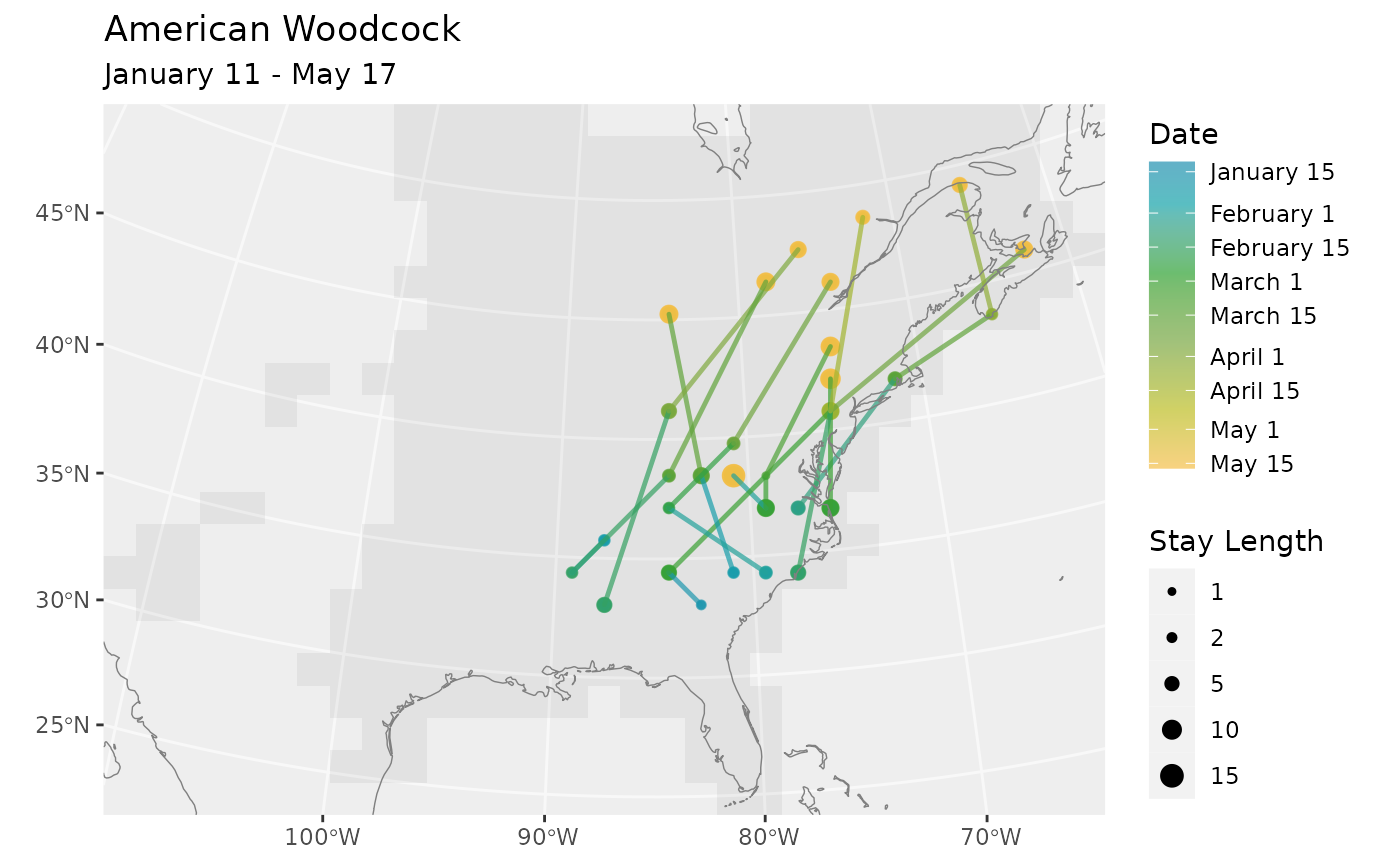 American Woodcock
January 11 - May 17
45°N
40°N
35°N
30°N
25°N
100°W
90°W
80°W
70°W
Date
January 15
February 1
February 15
March 1
March 15
April 1
April 15
May 1
May 15
Stay Length
1
2
5
10
15